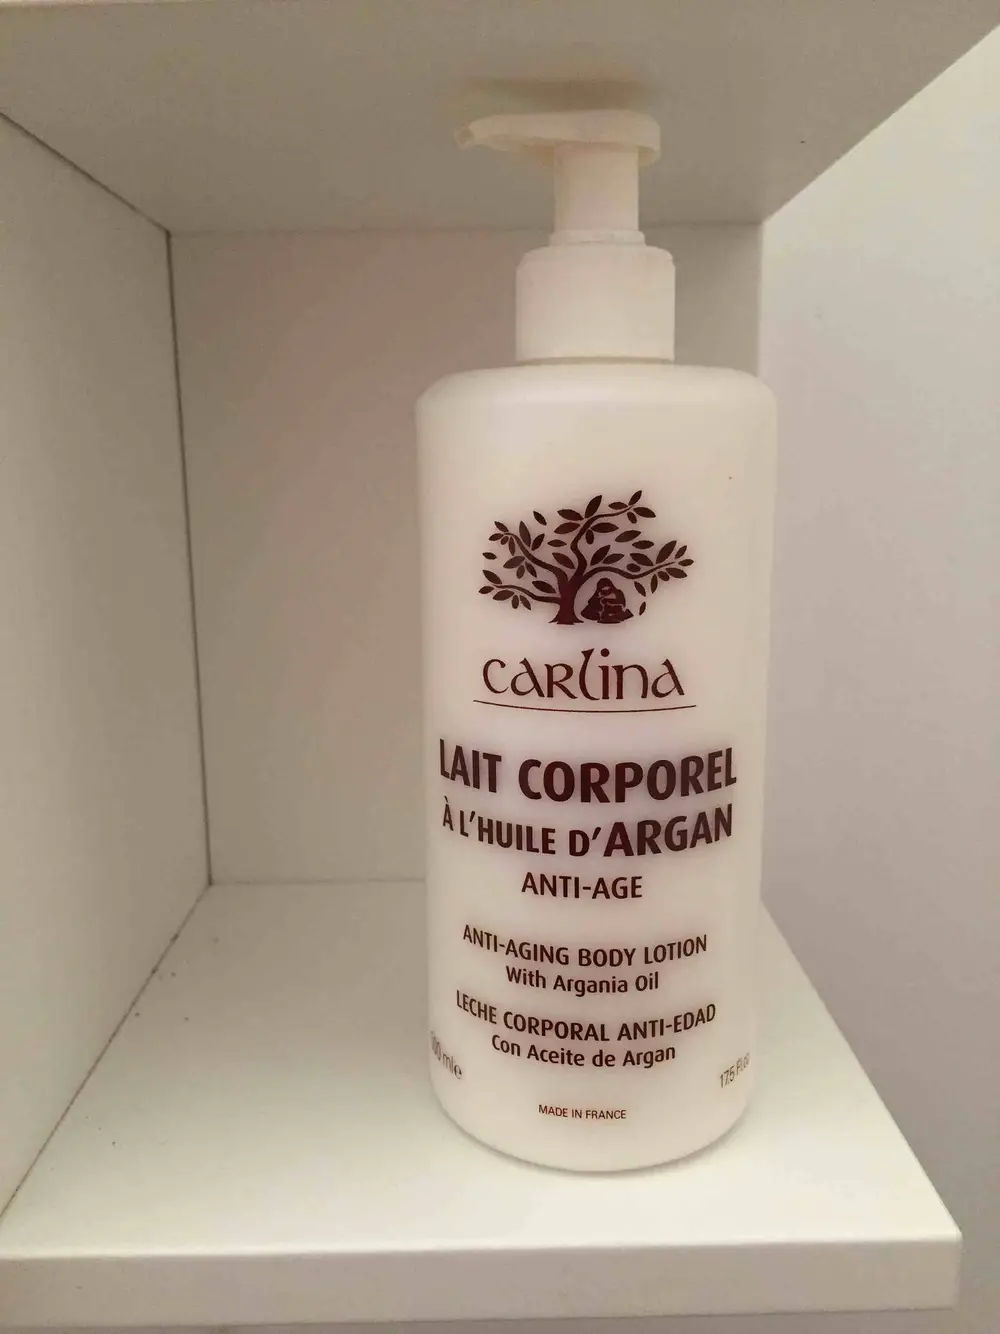 CARLINA
LAIT CORPOREL
À L'HUILE D'ARGAN
ANTI-AGE
ANTI-AGING BODY LOTION
With Argania Oil
LECHE CORPORAL ANTI-EDAD
Con Aceite de Argan
MADE IN FRANCE